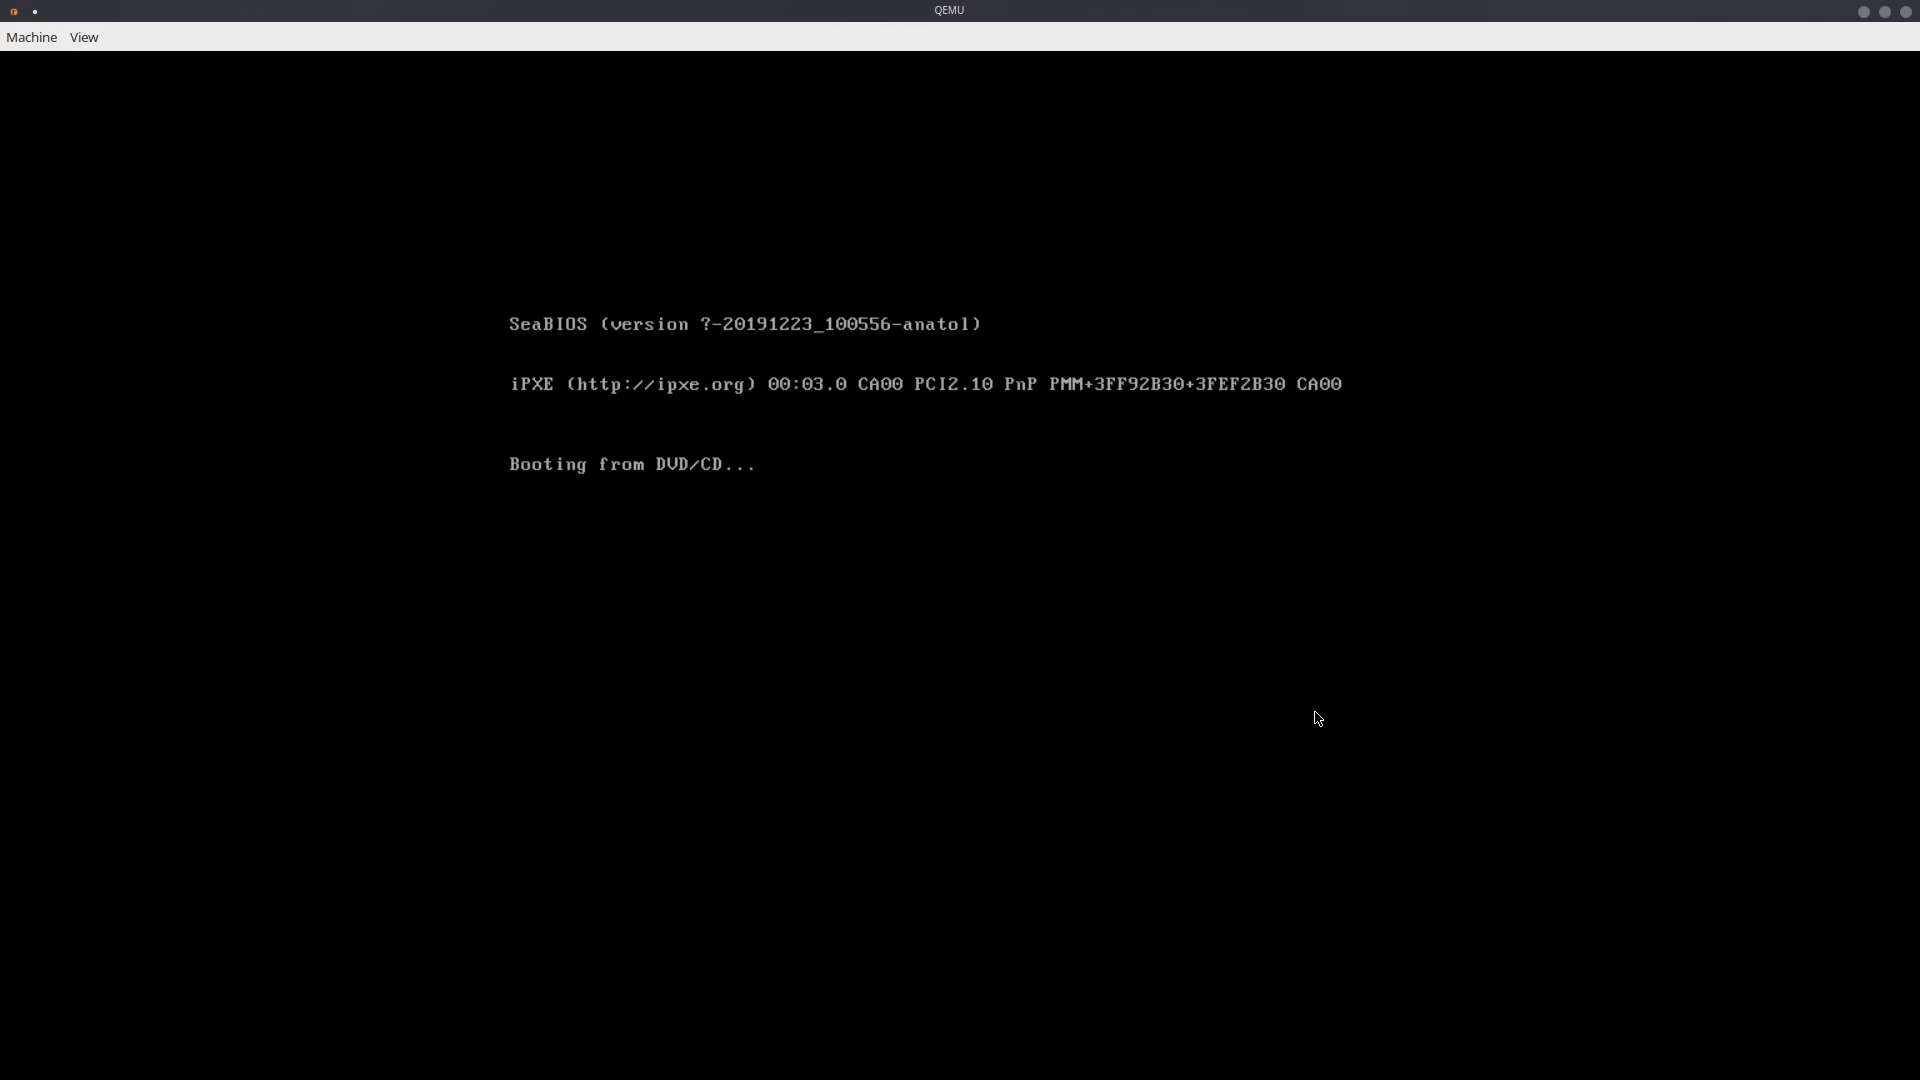 QEMU
Machine View
SeaBIOS (version ?-20191223_100556-anatol)
iPXE (http://ipxe.org) 00:03.0 CA00 PCI2.10 PnP PMM+3FF92B30+3FEF2B30 CA00
Booting from DVD/CD...